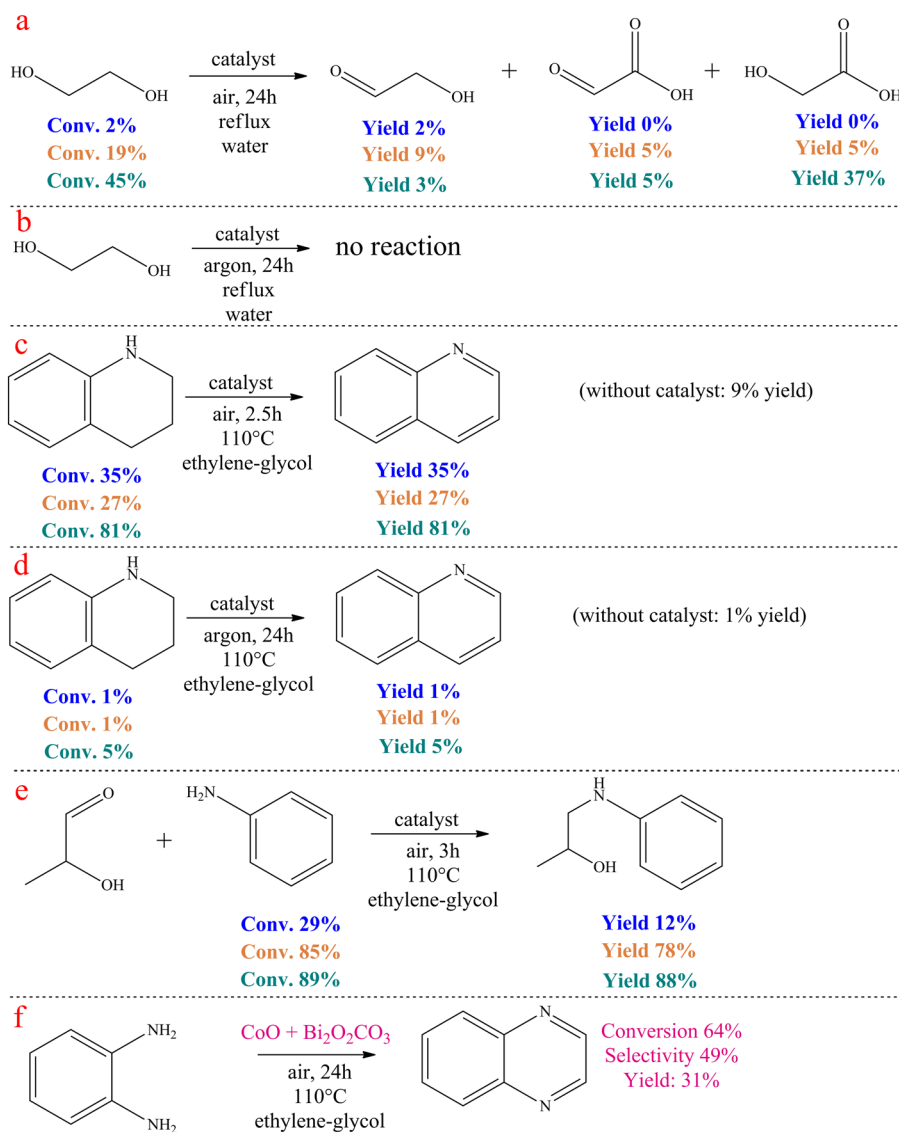 a
HO
OH
catalyst
air, 24h
reflux
water
O
OH
+
O
O
OH
+
HO
O
OH
Conv. 2%
Conv. 19%
Conv. 45%
Yield 2%
Yield 9%
Yield 3%
Yield 0%
Yield 5%
Yield 5%
Yield 0%
Yield 5%
Yield 37%
b
HO
OH
catalyst
argon, 24h
reflux
water
no reaction
c
H
N
catalyst
air, 2.5h
110°C
ethylene-glycol
N
(without catalyst: 9% yield)
Conv. 35%
Conv. 27%
Conv. 81%
Yield 35%
Yield 27%
Yield 81%
d
H
N
catalyst
argon, 24h
110°C
ethylene-glycol
N
(without catalyst: 1% yield)
Conv. 1%
Conv. 1%
Conv. 5%
Yield 1%
Yield 1%
Yield 5%
e
O
OH
+
H₂N
catalyst
air, 3h
110°C
ethylene-glycol
H
N
OH
Conv. 29%
Conv. 85%
Conv. 89%
Yield 12%
Yield 78%
Yield 88%
f
NH₂
NH₂
CoO + Bi₂O₂CO₃
air, 24h
110°C
ethylene-glycol
N
N
Conversion 64%
Selectivity 49%
Yield: 31%